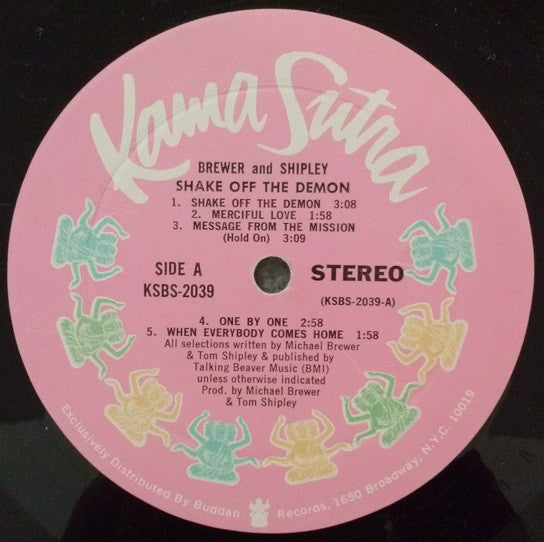 Kama Sutra
BREWER and SHIPLEY
SHAKE OFF THE DEMON
1. SHAKE OFF THE DEMON 3:08
2. MERCIFUL LOVE 1:58
3. MESSAGE FROM THE MISSION
(Hold On) 3:09
SIDE A
KSBS-2039
STEREO
(KSBS-2039-A)
4. ONE BY ONE 2:58
5. WHEN EVERYBODY COMES HOME 1:58
All selections written by Michael Brewer
& Tom Shipley & published by
Talking Beaver Music (BMI)
unless otherwise indicated
Prod. by Michael Brewer
& Tom Shipley
Exclusively Distributed By Buddah Records, 1650 Broadway, N.Y.C. 10019